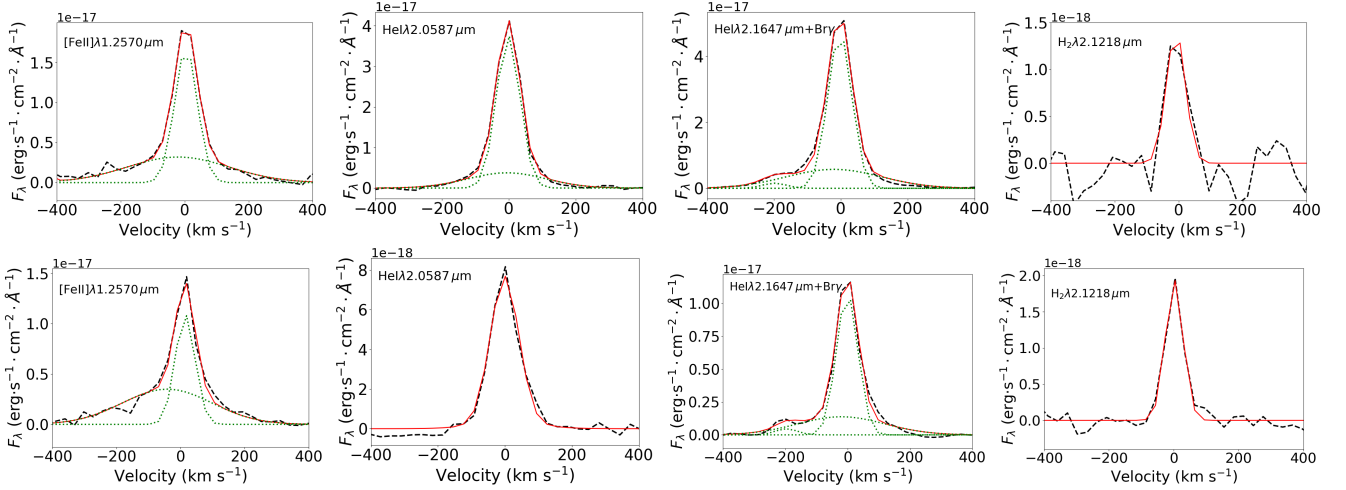 1e−17
[FeII]λ1.2570 μm
1.5
1.0
0.5
0.0
−400 −200 0 200 400
Velocity (km s⁻¹)
F_λ (erg·s⁻¹ · cm⁻² · Å⁻¹)
1e−17
HeIλ2.0587 μm
4
3
2
1
0
−400 −200 0 200 400
Velocity (km s⁻¹)
F_λ (erg·s⁻¹ · cm⁻² · Å⁻¹)
1e−17
HeIλ2.1647 μm+Brγ
4
2
0
−400 −200 0 200 400
Velocity (km s⁻¹)
F_λ (erg·s⁻¹ · cm⁻² · Å⁻¹)
1e−18
H₂λ2.1218 μm
1.5
1.0
0.5
0.0
−400 −200 0 200 400
Velocity (km s⁻¹)
F_λ (erg·s⁻¹ · cm⁻² · Å⁻¹)
1e−17
[FeII]λ1.2570 μm
1.5
1.0
0.5
0.0
−400 −200 0 200 400
Velocity (km s⁻¹)
F_λ (erg·s⁻¹ · cm⁻² · Å⁻¹)
1e−18
HeIλ2.0587 μm
8
6
4
2
0
−400 −200 0 200 400
Velocity (km s⁻¹)
F_λ (erg·s⁻¹ · cm⁻² · Å⁻¹)
1e−17
HeIλ2.1647 μm+Brγ
1.00
0.75
0.50
0.25
0.00
−400 −200 0 200 400
Velocity (km s⁻¹)
F_λ (erg·s⁻¹ · cm⁻² · Å⁻¹)
1e−18
H₂λ2.1218 μm
2.0
1.5
1.0
0.5
0.0
−400 −200 0 200 400
Velocity (km s⁻¹)
F_λ (erg·s⁻¹ · cm⁻² · Å⁻¹)